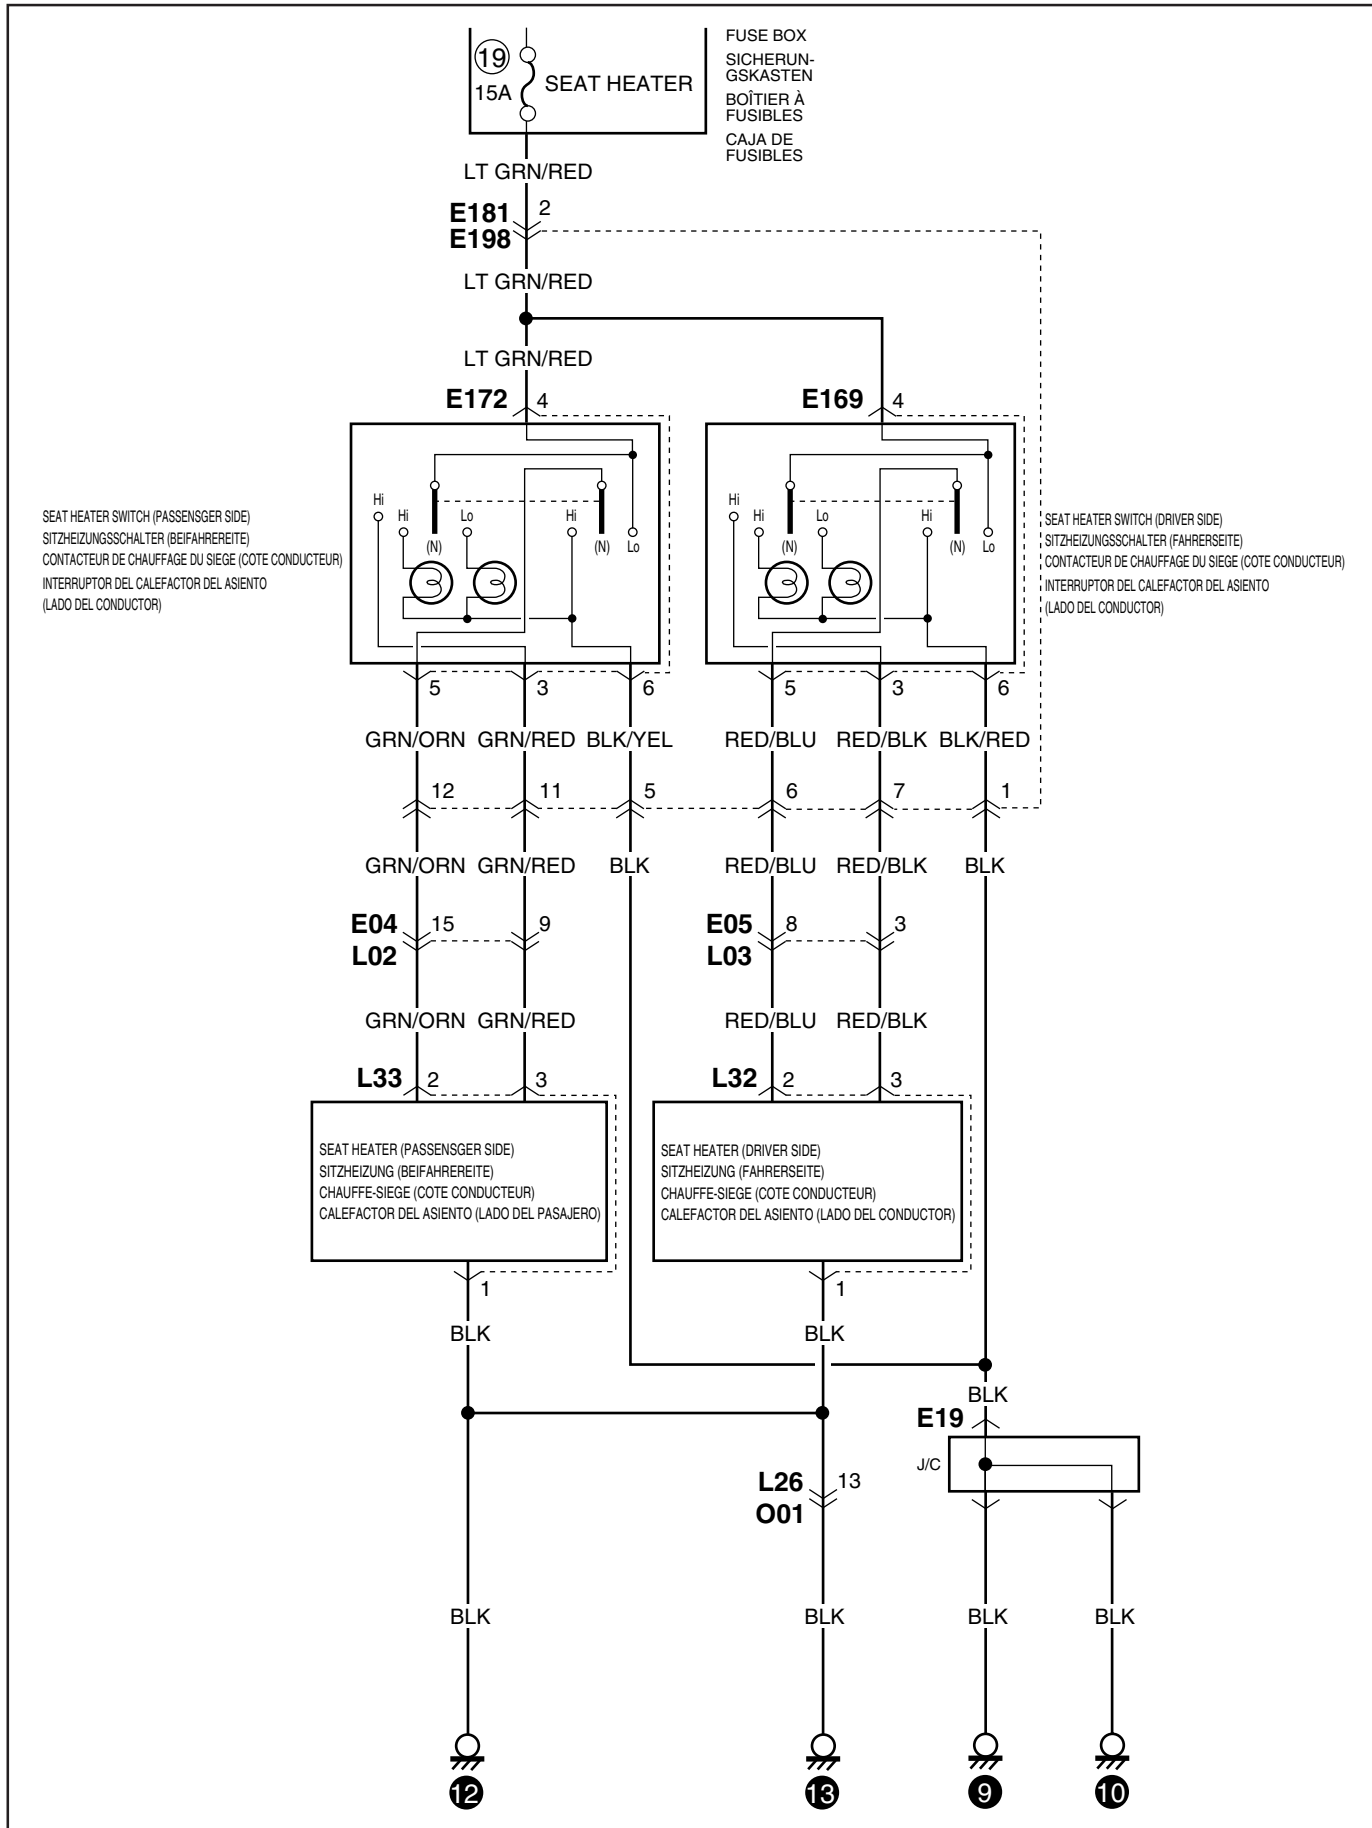 19
15A
SEAT HEATER
FUSE BOX
SICHERUN-
GSKASTEN
BOÎTIER À
FUSIBLES
CAJA DE
FUSIBLES
LT GRN/RED
E181 2
E198
LT GRN/RED
LT GRN/RED
E172 4
E169 4
SEAT HEATER SWITCH (PASSENSGER SIDE)
SITZHEIZUNGSSCHALTER (BEIFAHREREITE)
CONTACTEUR DE CHAUFFAGE DU SIEGE (COTE CONDUCTEUR)
INTERRUPTOR DEL CALEFACTOR DEL ASIENTO
(LADO DEL CONDUCTOR)
Hi Hi (N) Lo Hi (N) Lo
Hi Hi (N) Lo Hi (N) Lo
SEAT HEATER SWITCH (DRIVER SIDE)
SITZHEIZUNGSSCHALTER (FAHRERSEITE)
CONTACTEUR DE CHAUFFAGE DU SIEGE (COTE CONDUCTEUR)
INTERRUPTOR DEL CALEFACTOR DEL ASIENTO
(LADO DEL CONDUCTOR)
5 3 6 5 3 6
GRN/ORN GRN/RED BLK/YEL RED/BLU RED/BLK BLK/RED
12 11 5 6 7 1
GRN/ORN GRN/RED BLK RED/BLU RED/BLK BLK
E04 15 9 E05 8 3
L02 L03
GRN/ORN GRN/RED RED/BLU RED/BLK
L33 2 3 L32 2 3
SEAT HEATER (PASSENSGER SIDE)
SITZHEIZUNG (BEIFAHREREITE)
CHAUFFE-SIEGE (COTE CONDUCTEUR)
CALEFACTOR DEL ASIENTO (LADO DEL PASAJERO)
SEAT HEATER (DRIVER SIDE)
SITZHEIZUNG (FAHRERSEITE)
CHAUFFE-SIEGE (COTE CONDUCTEUR)
CALEFACTOR DEL ASIENTO (LADO DEL CONDUCTOR)
1 1
BLK BLK
BLK
E19
J/C
L26 13
O01
BLK BLK BLK BLK
12 13 9 10